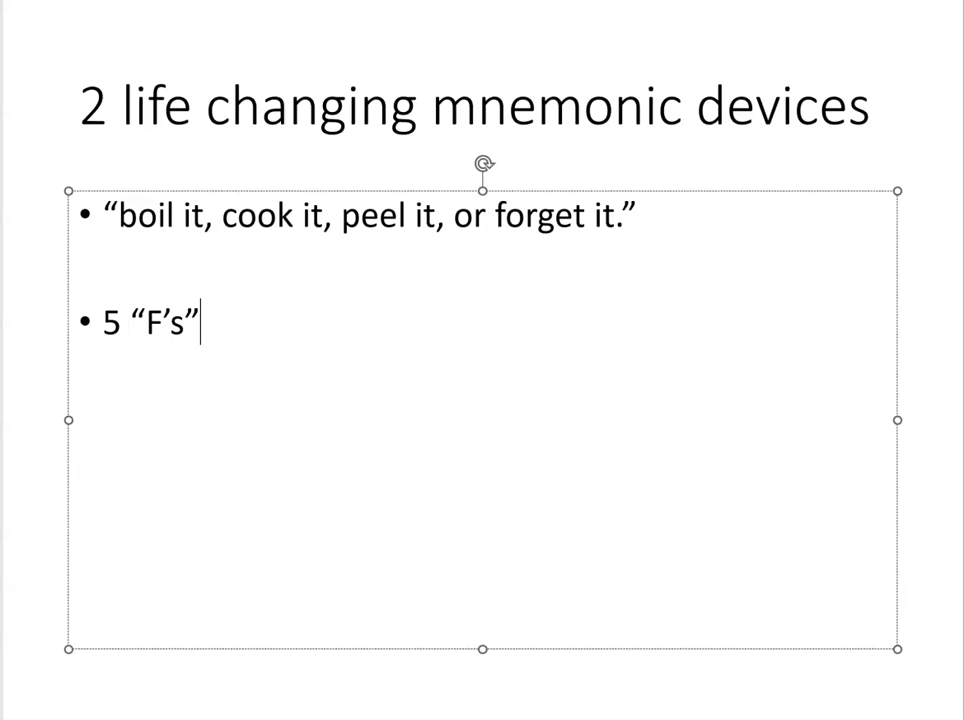 2 life changing mnemonic devices
• “boil it, cook it, peel it, or forget it.”
• 5 “F’s”